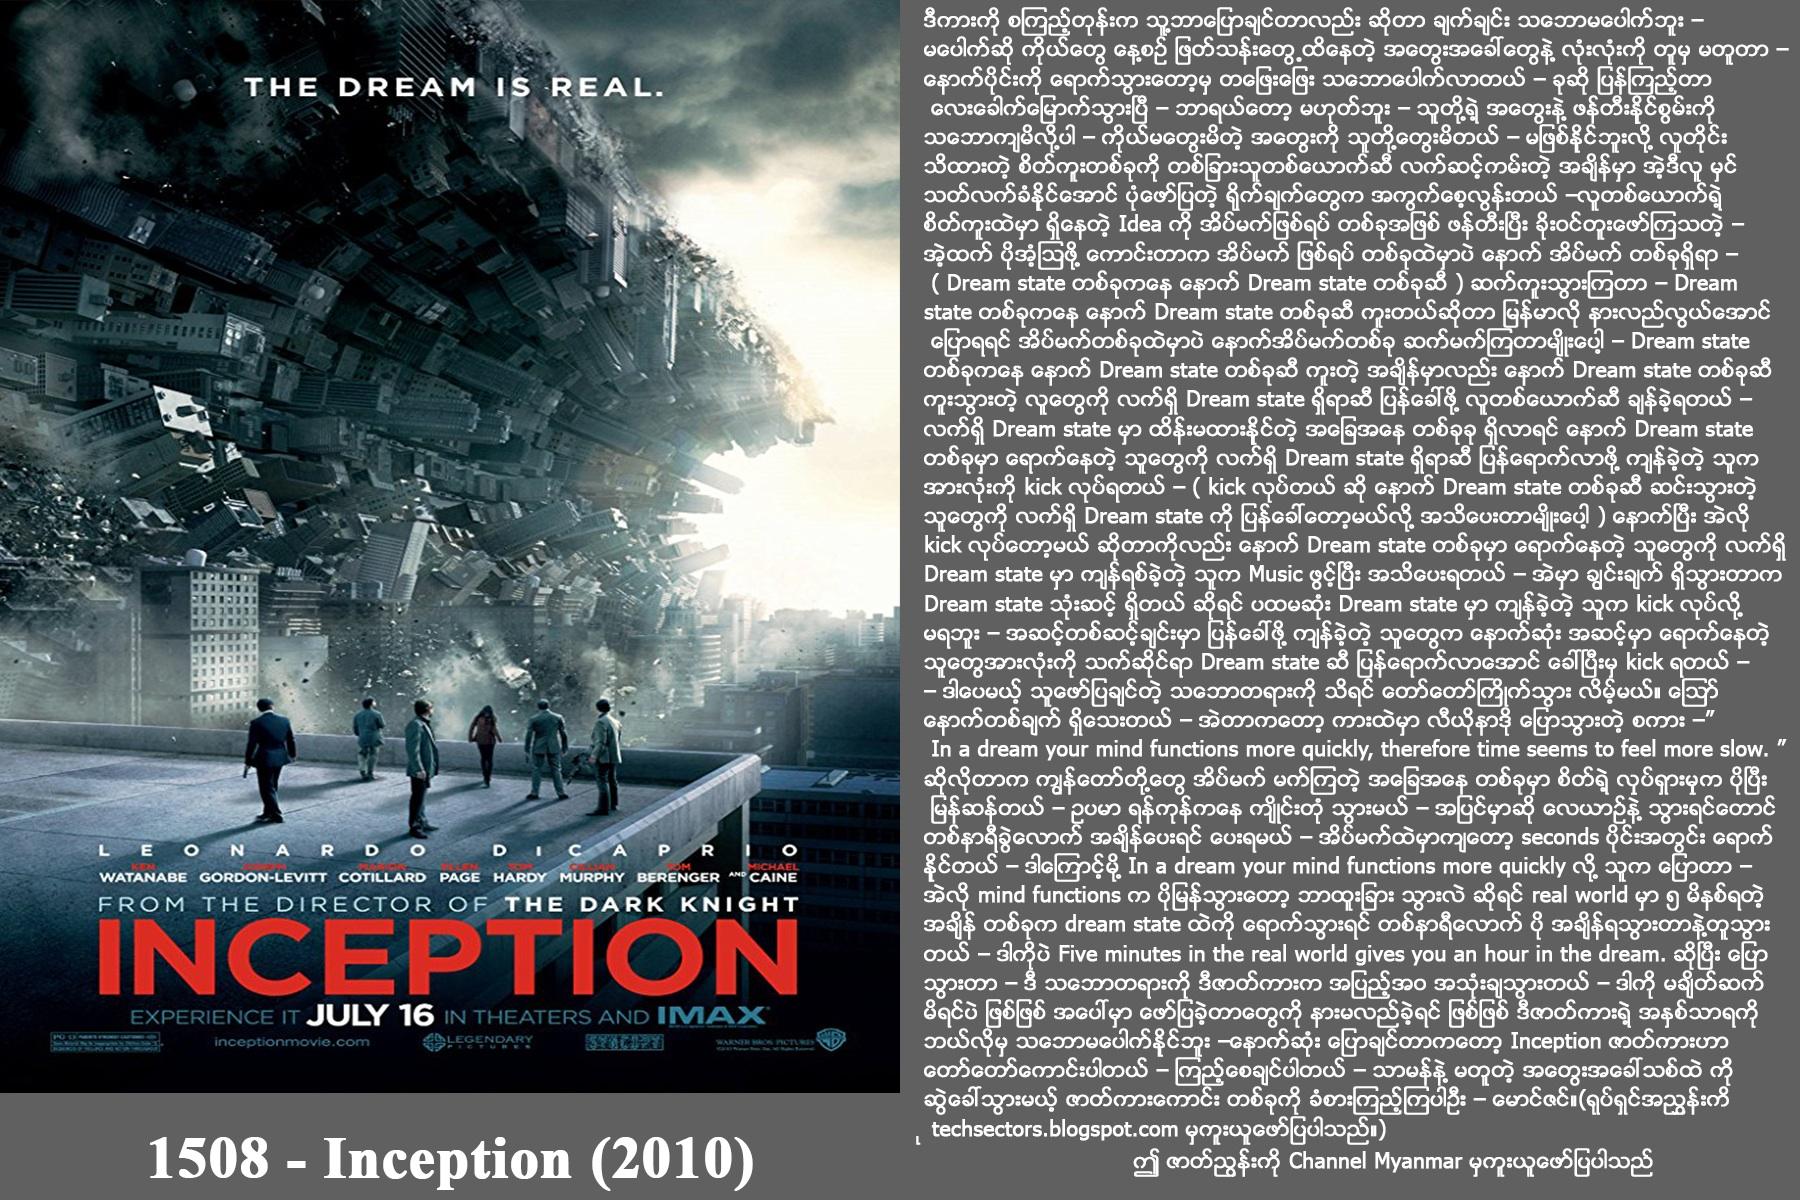 THE DREAM IS REAL.
LEONARDO DiCAPRIO
KEN WATANABE JOSEPH GORDON-LEVITT MARION COTILLARD ELLEN PAGE TOM HARDY CILLIAN MURPHY TOM BERENGER AND MICHAEL CAINE
FROM THE DIRECTOR OF THE DARK KNIGHT
INCEPTION
EXPERIENCE IT JULY 16 IN THEATERS AND IMAX
inceptionmovie.com LEGENDARY PICTURES SYNCOPY WARNER BROS. PICTURES
1508 - Inception (2010)
ဒီကားကို စကြည့်တုန်းက သူ့ဘာပြောချင်တာလည်း ဆိုတာ ချက်ချင်း သဘောမပေါက်ဘူး –
မပေါက်ဆို ကိုယ်တွေ နေ့စဉ် ဖြတ်သန်းတွေ့ထိနေတဲ့ အတွေးအခေါ်တွေနဲ့ လုံးလုံးကို တူမှ မတူတာ –
နောက်ပိုင်းကို ရောက်သွားတော့မှ တဖြေးဖြေး သဘောပေါက်လာတယ် – ခုဆို ပြန်ကြည့်တာ
လေးခေါက်မြောက်သွားပြီ – ဘာရယ်တော့ မဟုတ်ဘူး – သူတို့ရဲ့ အတွေးနဲ့ ဖန်တီးနိုင်စွမ်းကို
သဘောကျမိလို့ပါ – ကိုယ်မတွေးမိတဲ့ အတွေးကို သူတို့တွေးမိတယ် – မဖြစ်နိုင်ဘူးလို့ လူတိုင်း
သိထားတဲ့ စိတ်ကူးတစ်ခုကို တစ်ခြားသူတစ်ယောက်ဆီ လက်ဆင့်ကမ်းတဲ့ အချိန်မှာ အဲ့ဒီလူ မှင်
သတ်လက်ခံနိုင်အောင် ပုံဖော်ပြတဲ့ ရိုက်ချက်တွေက အကွက်စေ့လွန်းတယ် –လူတစ်ယောက်ရဲ့
စိတ်ကူးထဲမှာ ရှိနေတဲ့ Idea ကို အိပ်မက်ဖြစ်ရပ် တစ်ခုအဖြစ် ဖန်တီးပြီး ခိုးဝင်တူးဖော်ကြသတဲ့ –
အဲ့ထက် ပိုအံ့ဩဖို့ ကောင်းတာက အိပ်မက် ဖြစ်ရပ် တစ်ခုထဲမှာပဲ နောက် အိပ်မက် တစ်ခုရှိရာ –
( Dream state တစ်ခုကနေ နောက် Dream state တစ်ခုဆီ ) ဆက်ကူးသွားကြတာ – Dream
state တစ်ခုကနေ နောက် Dream state တစ်ခုဆီ ကူးတယ်ဆိုတာ မြန်မာလို နားလည်လွယ်အောင်
ပြောရရင် အိပ်မက်တစ်ခုထဲမှာပဲ နောက်အိပ်မက်တစ်ခု ဆက်မက်ကြတာမျိုးပေါ့ – Dream state
တစ်ခုကနေ နောက် Dream state တစ်ခုဆီ ကူးတဲ့ အချိန်မှာလည်း နောက် Dream state တစ်ခုဆီ
ကူးသွားတဲ့ လူတွေကို လက်ရှိ Dream state ရှိရာဆီ ပြန်ခေါ်ဖို့ လူတစ်ယောက်ဆီ ချန်ခဲ့ရတယ် –
လက်ရှိ Dream state မှာ ထိန်းမထားနိုင်တဲ့ အခြေအနေ တစ်ခုခု ရှိလာရင် နောက် Dream state
တစ်ခုမှာ ရောက်နေတဲ့ သူတွေကို လက်ရှိ Dream state ရှိရာဆီ ပြန်ရောက်လာဖို့ ကျန်ခဲ့တဲ့ သူက
အားလုံးကို kick လုပ်ရတယ် – ( kick လုပ်တယ် ဆို နောက် Dream state တစ်ခုဆီ ဆင်းသွားတဲ့
သူတွေကို လက်ရှိ Dream state ကို ပြန်ခေါ်တော့မယ်လို့ အသိပေးတာမျိုးပေါ့ ) နောက်ပြီး အဲလို
kick လုပ်တော့မယ် ဆိုတာကိုလည်း နောက် Dream state တစ်ခုမှာ ရောက်နေတဲ့ သူတွေကို လက်ရှိ
Dream state မှာ ကျန်ရစ်ခဲ့တဲ့ သူက Music ဖွင့်ပြီး အသိပေးရတယ် – အဲမှာ ချွင်းချက် ရှိသွားတာက
Dream state သုံးဆင့် ရှိတယ် ဆိုရင် ပထမဆုံး Dream state မှာ ကျန်ခဲ့တဲ့ သူက kick လုပ်လို့
မရဘူး – အဆင့်တစ်ဆင့်ချင်းမှာ ပြန်ခေါ်ဖို့ ကျန်ခဲ့တဲ့ သူတွေက နောက်ဆုံး အဆင့်မှာ ရောက်နေတဲ့
သူတွေအားလုံးကို သက်ဆိုင်ရာ Dream state ဆီ ပြန်ရောက်လာအောင် ခေါ်ပြီးမှ kick ရတယ် –
– ဒါပေမယ့် သူဖော်ပြချင်တဲ့ သဘောတရားကို သိရင် တော်တော်ကြိုက်သွား လိမ့်မယ်။ ဩော်
နောက်တစ်ချက် ရှိသေးတယ် – အဲတာကတော့ ကားထဲမှာ လီယိုနာဒို ပြောသွားတဲ့ စကား –”
In a dream your mind functions more quickly, therefore time seems to feel more slow. ”
ဆိုလိုတာက ကျွန်တော်တို့တွေ အိပ်မက် မက်ကြတဲ့ အခြေအနေ တစ်ခုမှာ စိတ်ရဲ့ လှုပ်ရှားမှုက ပိုပြီး
မြန်ဆန်တယ် – ဥပမာ ရန်ကုန်ကနေ ကျိုင်းတုံ သွားမယ် – အပြင်မှာဆို လေယာဉ်နဲ့ သွားရင်တောင်
တစ်နာရီခွဲလောက် အချိန်ပေးရင် ပေးရမယ် – အိပ်မက်ထဲမှာကျတော့ seconds ပိုင်းအတွင်း ရောက်
နိုင်တယ် – ဒါကြောင့်မို့ In a dream your mind functions more quickly လို့ သူက ပြောတာ –
အဲလို mind functions က ပိုမြန်သွားတော့ ဘာထူးခြား သွားလဲ ဆိုရင် real world မှာ ၅ မိနစ်ရတဲ့
အချိန် တစ်ခုက dream state ထဲကို ရောက်သွားရင် တစ်နာရီလောက် ပို အချိန်ရသွားတာနဲ့တူသွား
တယ် – ဒါကိုပဲ Five minutes in the real world gives you an hour in the dream. ဆိုပြီး ပြော
သွားတာ – ဒီ သဘောတရားကို ဒီဇာတ်ကားက အပြည့်အဝ အသုံးချသွားတယ် – ဒါကို မချိတ်ဆက်
မိရင်ပဲ ဖြစ်ဖြစ် အပေါ်မှာ ဖော်ပြခဲ့တာတွေကို နားမလည်ခဲ့ရင် ဖြစ်ဖြစ် ဒီဇာတ်ကားရဲ့ အနှစ်သာရကို
ဘယ်လိုမှ သဘောမပေါက်နိုင်ဘူး –နောက်ဆုံး ပြောချင်တာကတော့ Inception ဇာတ်ကားဟာ
တော်တော်ကောင်းပါတယ် – ကြည့်စေချင်ပါတယ် – သာမန်နဲ့ မတူတဲ့ အတွေးအခေါ်သစ်ထဲ ကို
ဆွဲခေါ်သွားမယ့် ဇာတ်ကားကောင်း တစ်ခုကို ခံစားကြည့်ကြပါဦး – မောင်ဇင်။(ရုပ်ရှင်အညွှန်းကို
techsectors.blogspot.com မှကူးယူဖော်ပြပါသည်။)
ဤ ဇာတ်ညွှန်းကို Channel Myanmar မှကူးယူဖော်ပြပါသည်